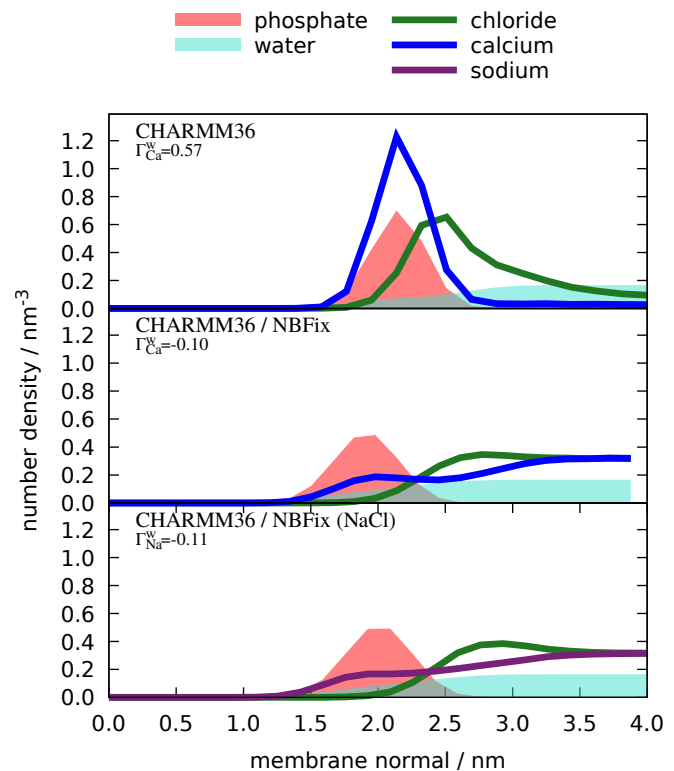 phosphate
water
chloride
calcium
sodium
number density / nm⁻³
CHARMM36
Γ^w_Ca=0.57
1.2
1.0
0.8
0.6
0.4
0.2
0.0
CHARMM36 / NBFix
Γ^w_Ca=-0.10
1.2
1.0
0.8
0.6
0.4
0.2
0.0
CHARMM36 / NBFix (NaCl)
Γ^w_Na=-0.11
1.2
1.0
0.8
0.6
0.4
0.2
0.0
0.0 0.5 1.0 1.5 2.0 2.5 3.0 3.5 4.0
membrane normal / nm